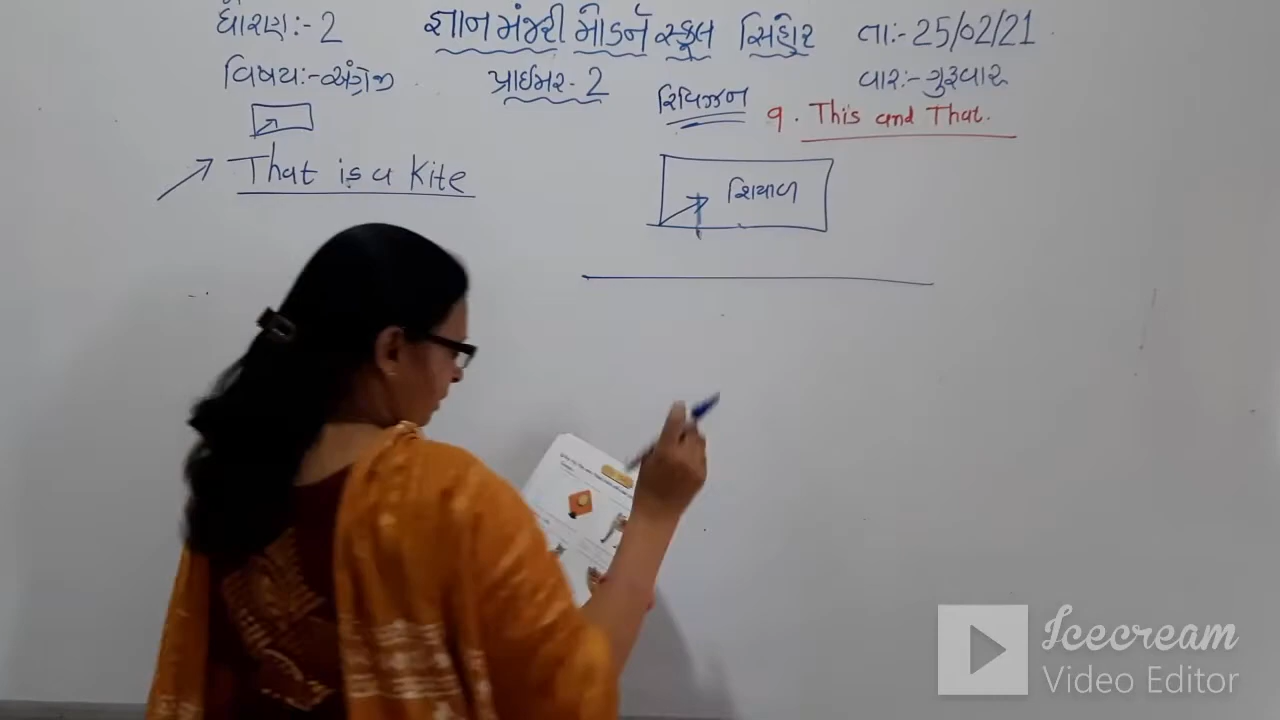 ધોરણ:- 2 જ્ઞાન મંજરી મોડર્ન સ્કૂલ સિહોર તા:- 25/02/21
વિષય:- અંગ્રેજી પ્રાઈમર- 2 વાર:- ગુરૂવાર
રિવિઝન 9. This and That.
That is a Kite
શિયાળ
Icecream
Video Editor